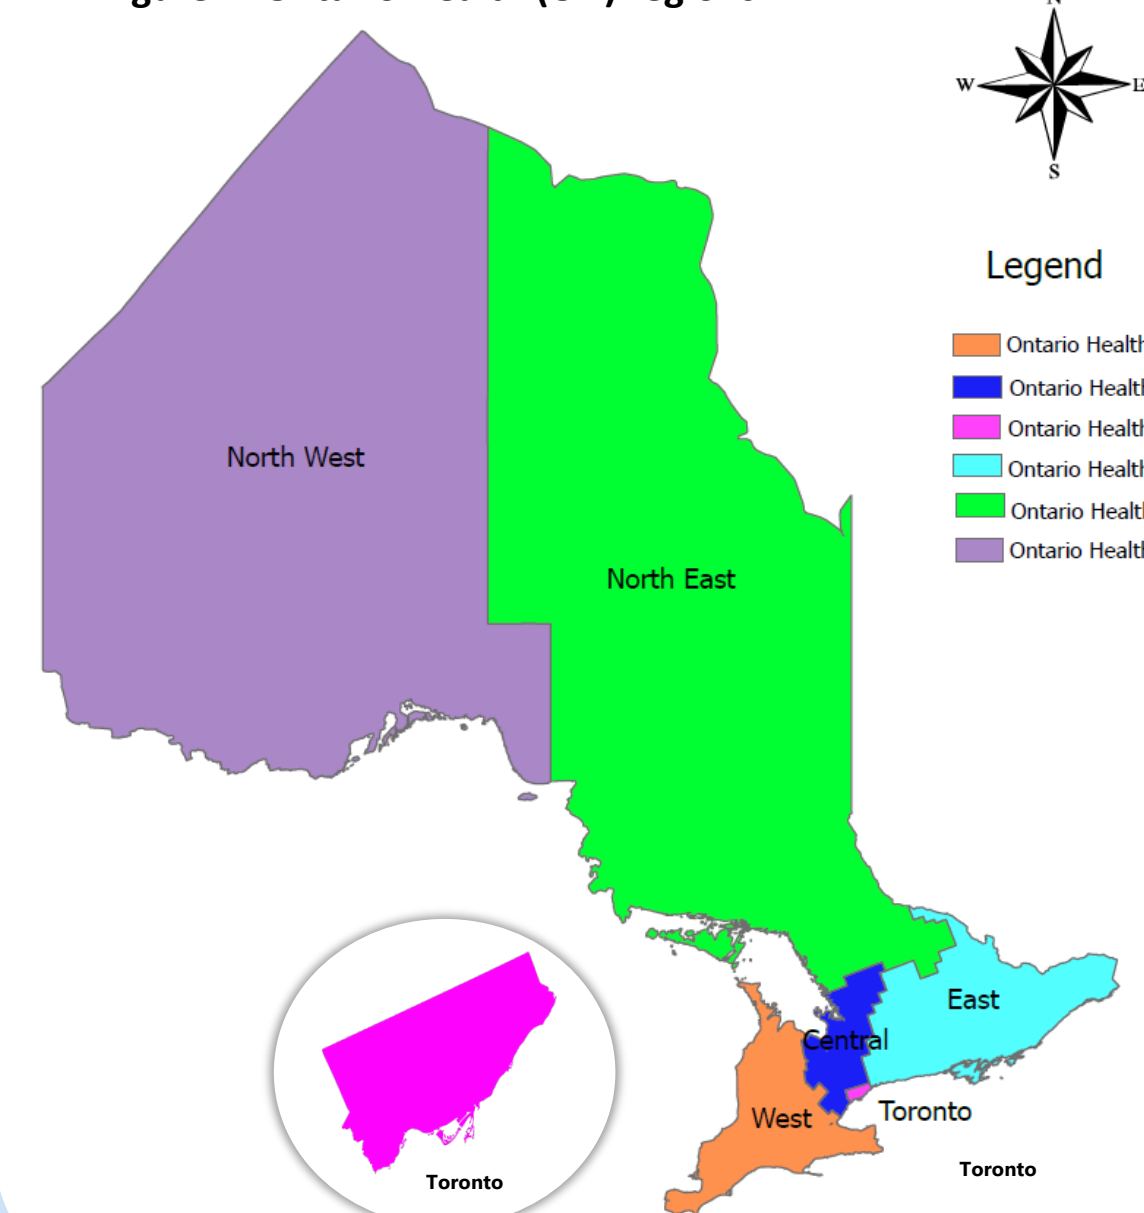 N
W
E
S
Legend
Ontario Health
Ontario Health
Ontario Health
Ontario Health
Ontario Health
Ontario Health
North West
North East
East
Central
West
Toronto
Toronto
Toronto